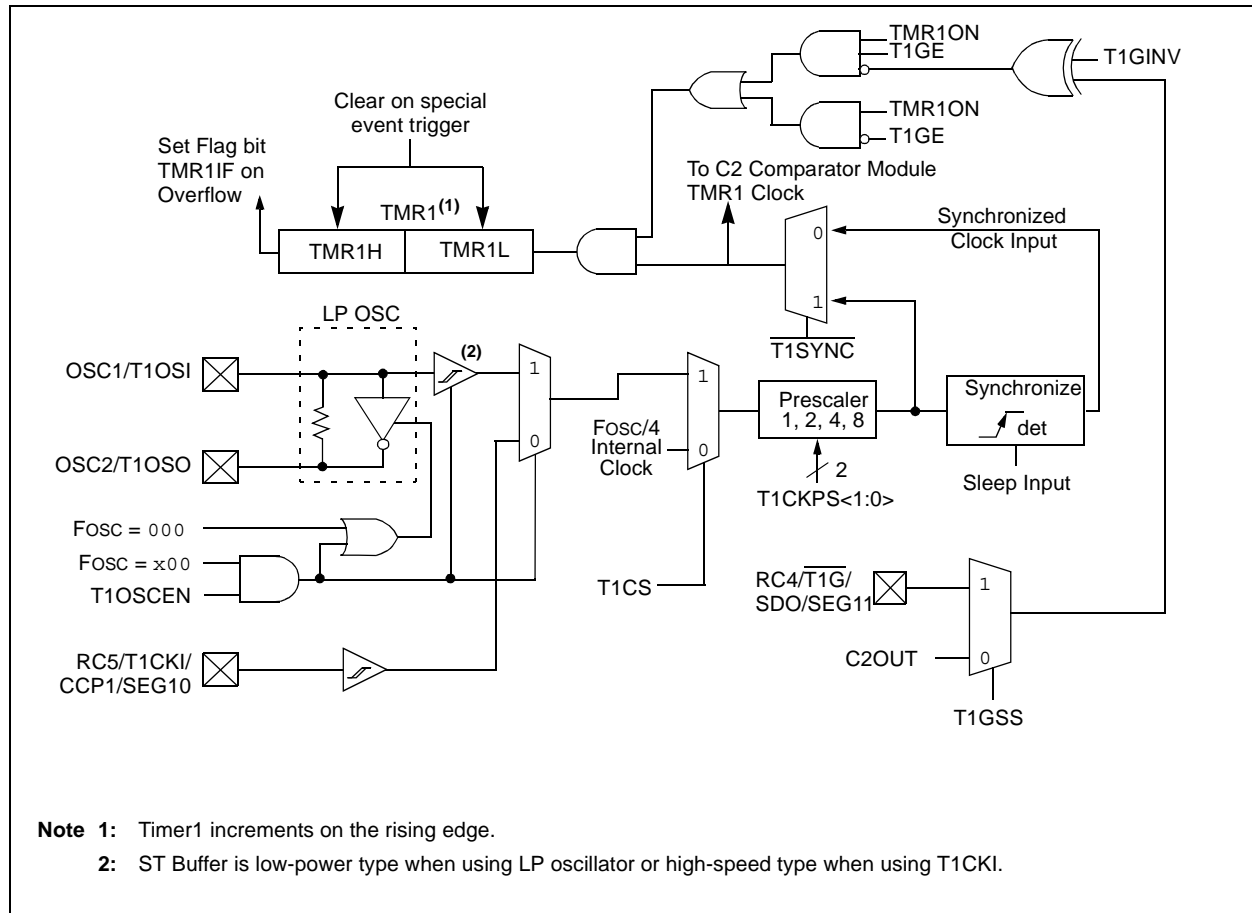 TMR1ON
T1GE
T1GINV
TMR1ON
T1GE
Clear on special
event trigger
Set Flag bit
TMR1IF on
Overflow
To C2 Comparator Module
TMR1 Clock
TMR1(1)
TMR1H
TMR1L
0
1
Synchronized
Clock Input
T1SYNC
LP OSC
(2)
OSC1/T1OSI
OSC2/T1OSO
1
0
1
0
FOSC/4
Internal
Clock
Prescaler
1, 2, 4, 8
2
T1CKPS<1:0>
Synchronize
det
Sleep Input
FOSC = 000
FOSC = x00
T1OSCEN
T1CS
RC4/T1G/
SDO/SEG11
1
0
C2OUT
T1GSS
RC5/T1CKI/
CCP1/SEG10
Note 1: Timer1 increments on the rising edge.
2: ST Buffer is low-power type when using LP oscillator or high-speed type when using T1CKI.